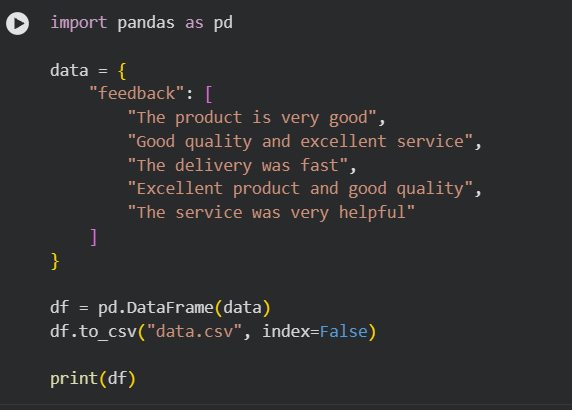 import pandas as pd
data = {
    "feedback": [
        "The product is very good",
        "Good quality and excellent service",
        "The delivery was fast",
        "Excellent product and good quality",
        "The service was very helpful"
    ]
}
df = pd.DataFrame(data)
df.to_csv("data.csv", index=False)
print(df)